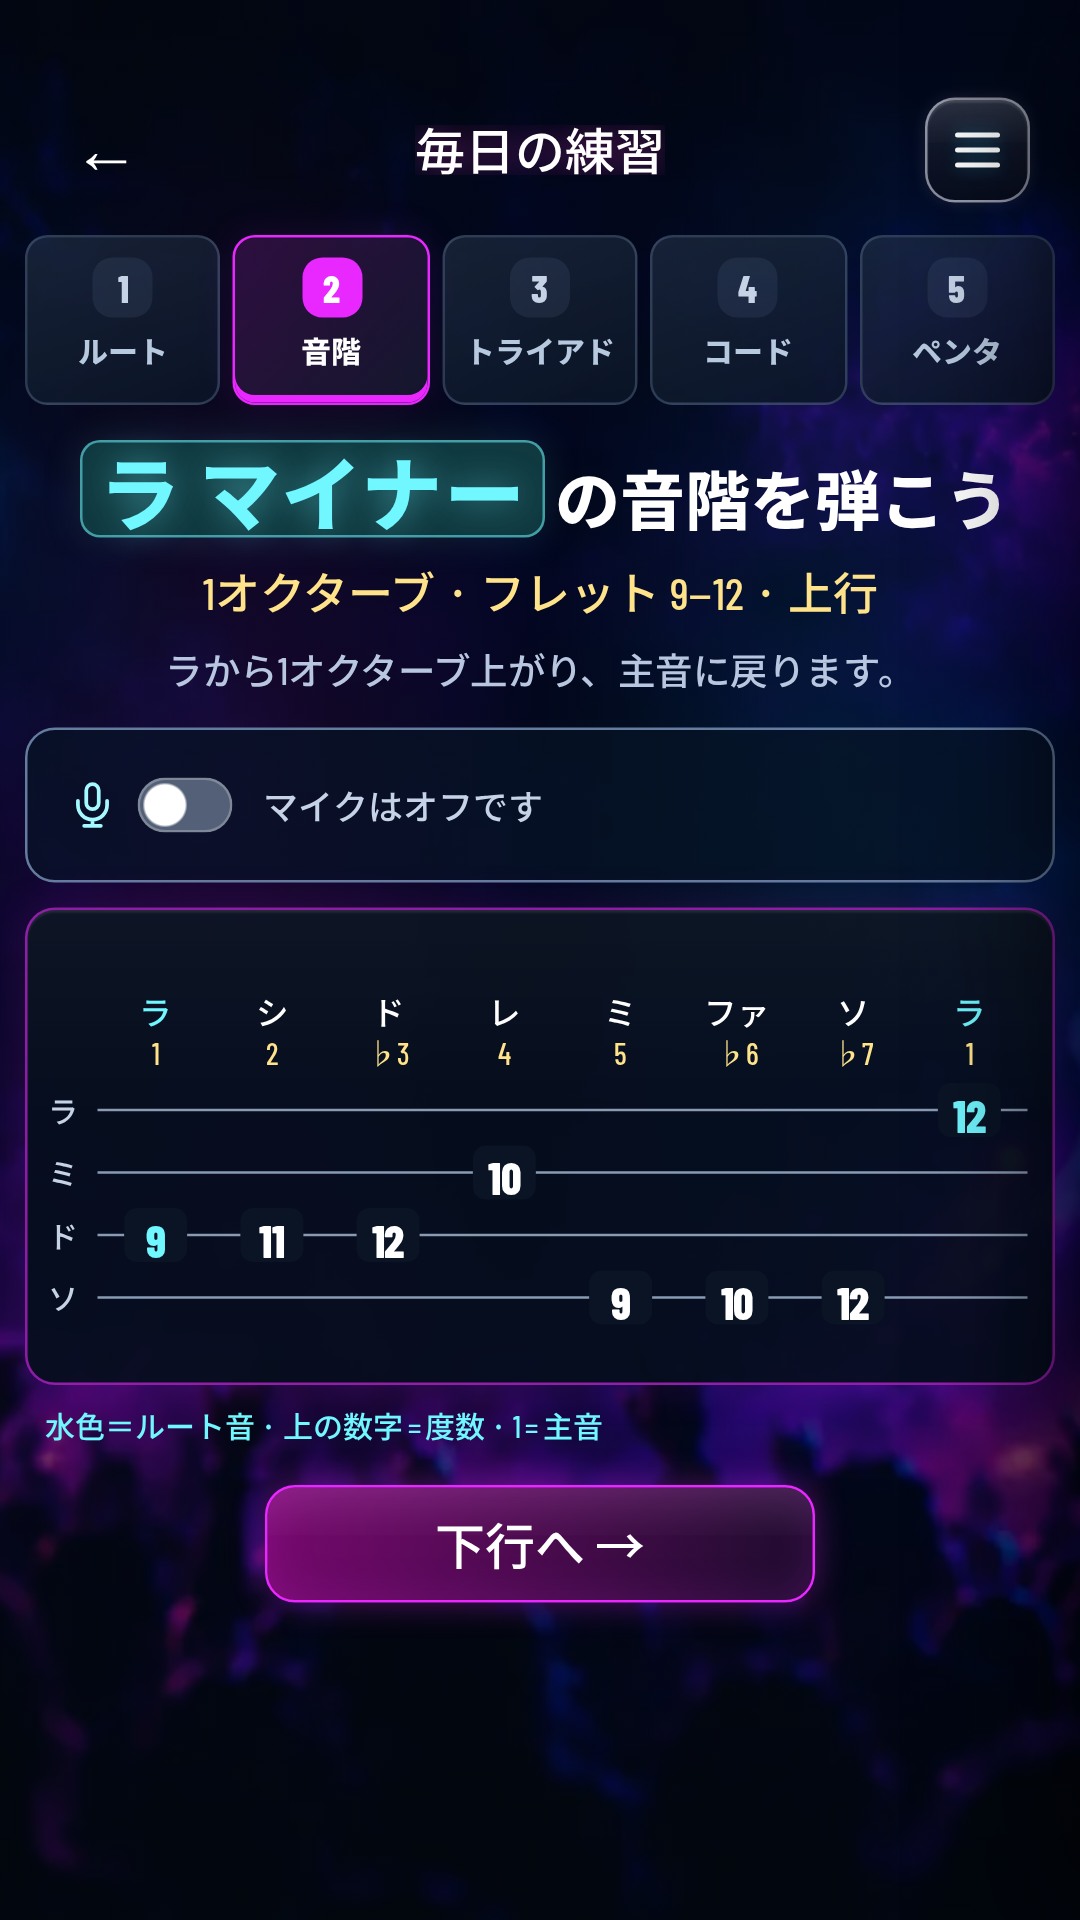 ← 毎日の練習
1 2 3 4 5
ルート 音階 トライアド コード ペンタ
ラ マイナー の音階を弾こう
1オクターブ・フレット 9–12・上行
ラから1オクターブ上がり、主音に戻ります。
マイクはオフです
ラ シ ド レ ミ ファ ソ ラ
1 2 ♭3 4 5 ♭6 ♭7 1
ラ 12
ミ 10
ド 9 11 12
ソ 9 10 12
水色＝ルート音・上の数字=度数・1=主音
下行へ →